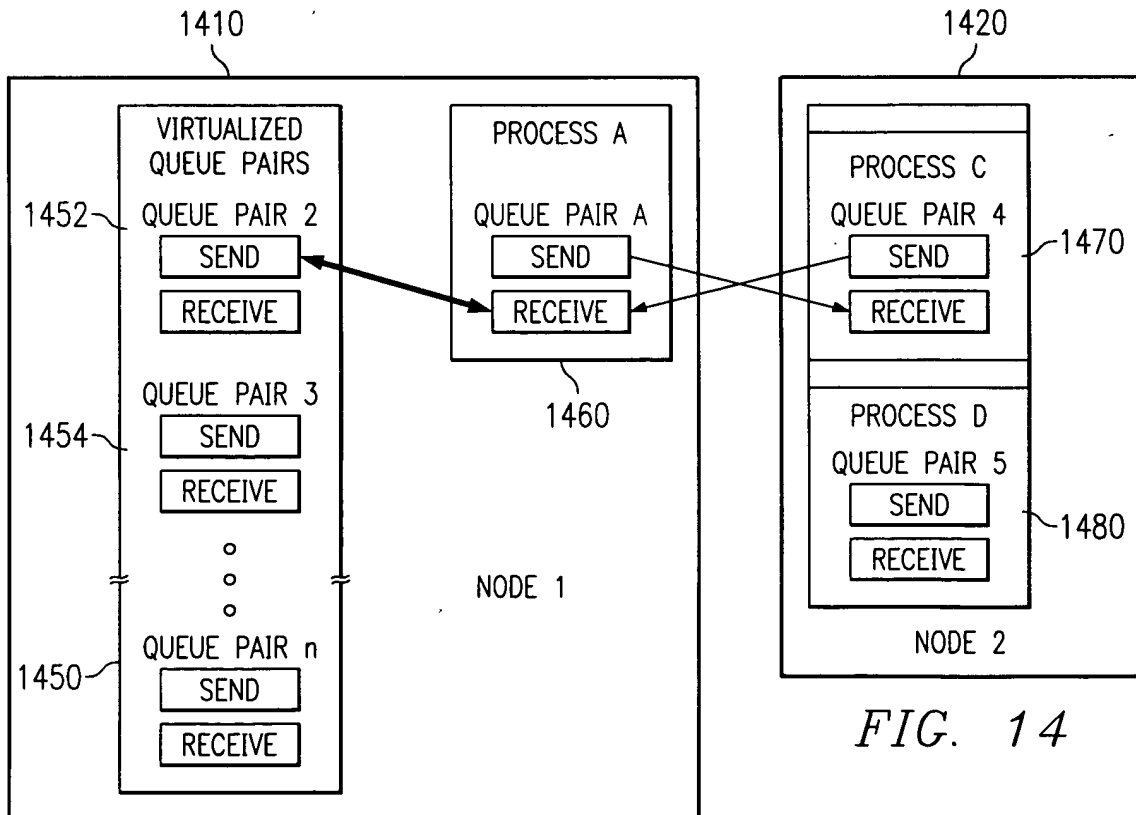 1410
1420
VIRTUALIZED
QUEUE PAIRS
1452
QUEUE PAIR 2
SEND
RECEIVE
1454
QUEUE PAIR 3
SEND
RECEIVE
1450
QUEUE PAIR n
SEND
RECEIVE
PROCESS A
QUEUE PAIR A
SEND
RECEIVE
1460
NODE 1
PROCESS C
QUEUE PAIR 4
SEND
RECEIVE
1470
PROCESS D
QUEUE PAIR 5
SEND
RECEIVE
1480
NODE 2
FIG. 14